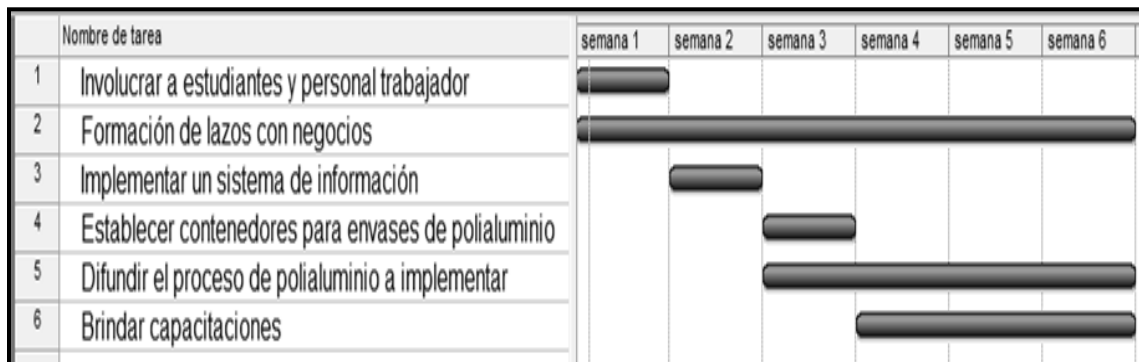 Nombre de tarea semana 1 semana 2 semana 3 semana 4 semana 5 semana 6
1 Involucrar a estudiantes y personal trabajador
2 Formación de lazos con negocios
3 Implementar un sistema de información
4 Establecer contenedores para envases de polialuminio
5 Difundir el proceso de polialuminio a implementar
6 Brindar capacitaciones